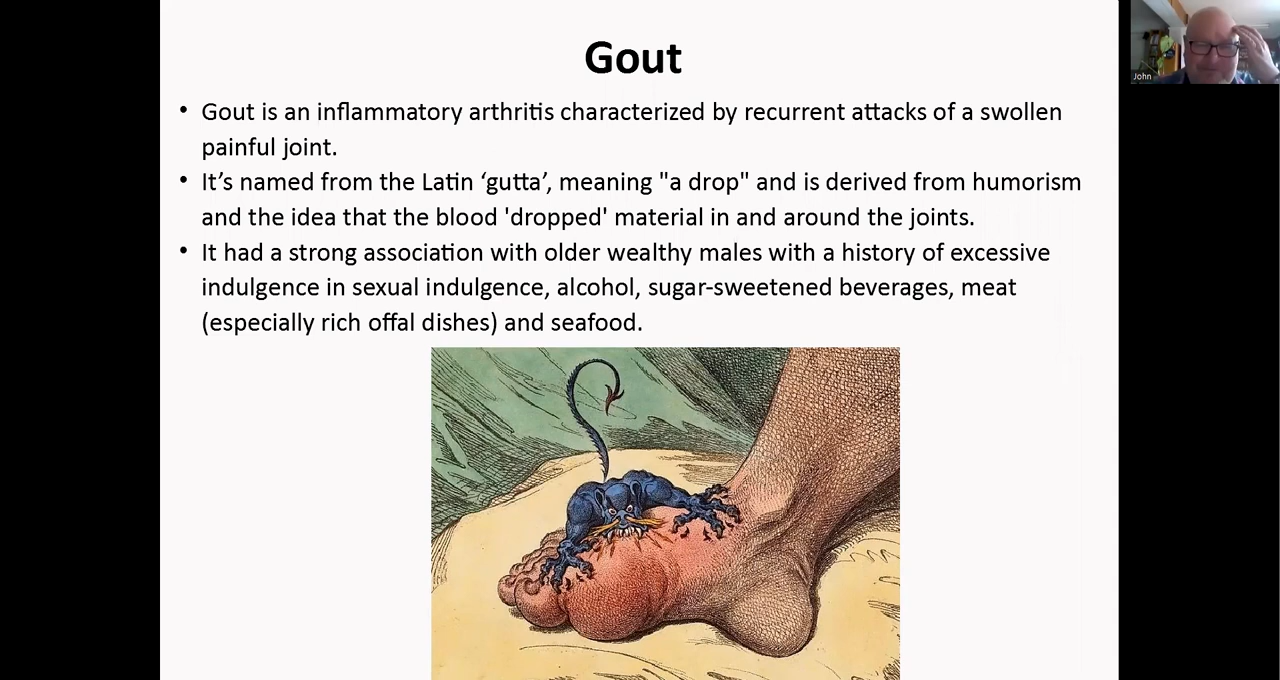 Gout
• Gout is an inflammatory arthritis characterized by recurrent attacks of a swollen
painful joint.
• It’s named from the Latin ‘gutta’, meaning "a drop" and is derived from humorism
and the idea that the blood 'dropped' material in and around the joints.
• It had a strong association with older wealthy males with a history of excessive
indulgence in sexual indulgence, alcohol, sugar-sweetened beverages, meat
(especially rich offal dishes) and seafood.
John